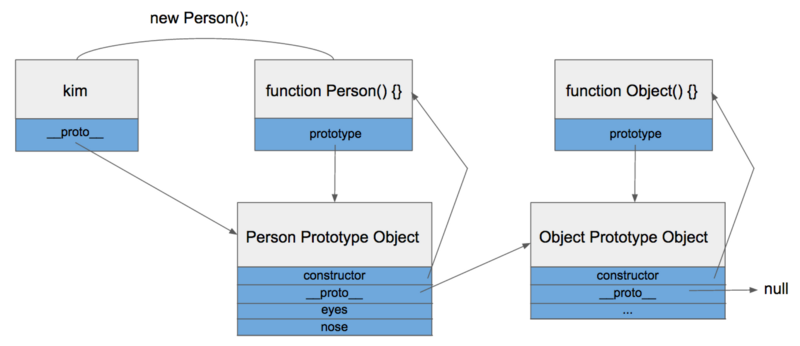 new Person();
kim
__proto__
function Person() {}
prototype
function Object() {}
prototype
Person Prototype Object
constructor
__proto__
eyes
nose
Object Prototype Object
constructor
__proto__
...
null